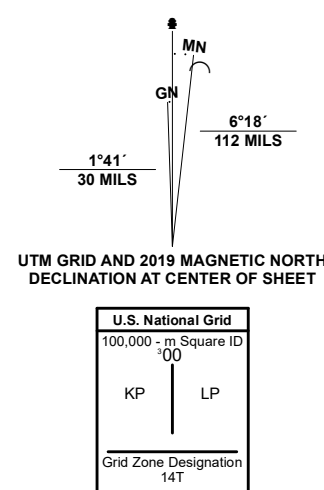 MN
GN
6°18´
112 MILS
1°41´
30 MILS
UTM GRID AND 2019 MAGNETIC NORTH
DECLINATION AT CENTER OF SHEET
U.S. National Grid
100,000 - m Square ID
³00
KP LP
Grid Zone Designation
14T